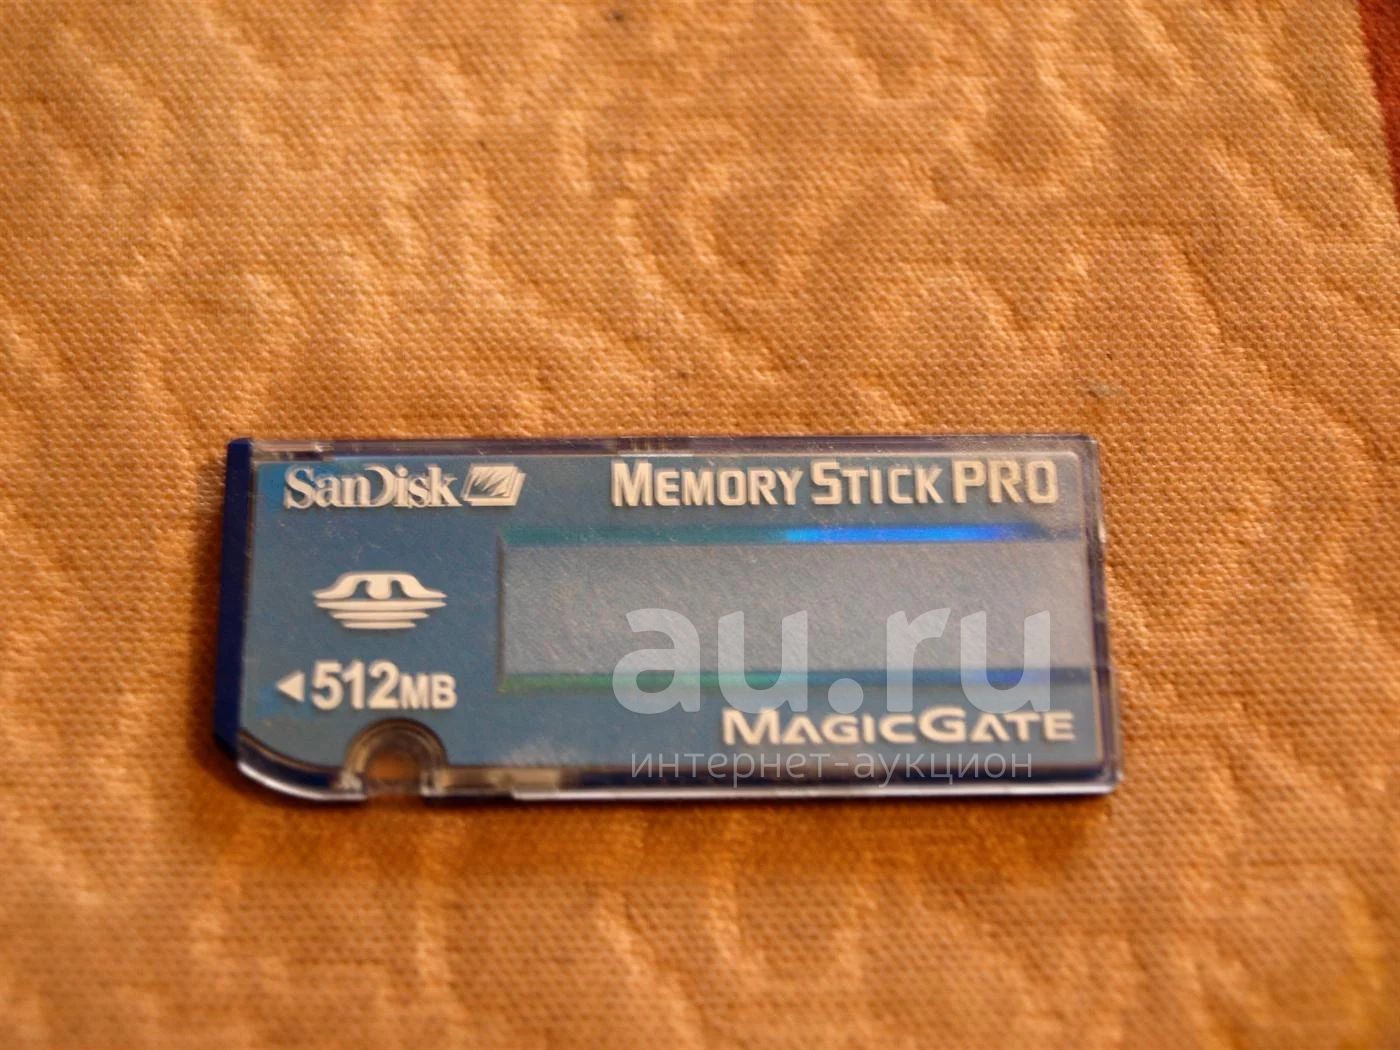 SanDisk
MEMORY STICK PRO
512MB
au.ru
MAGICGATE
интернет-аукцион